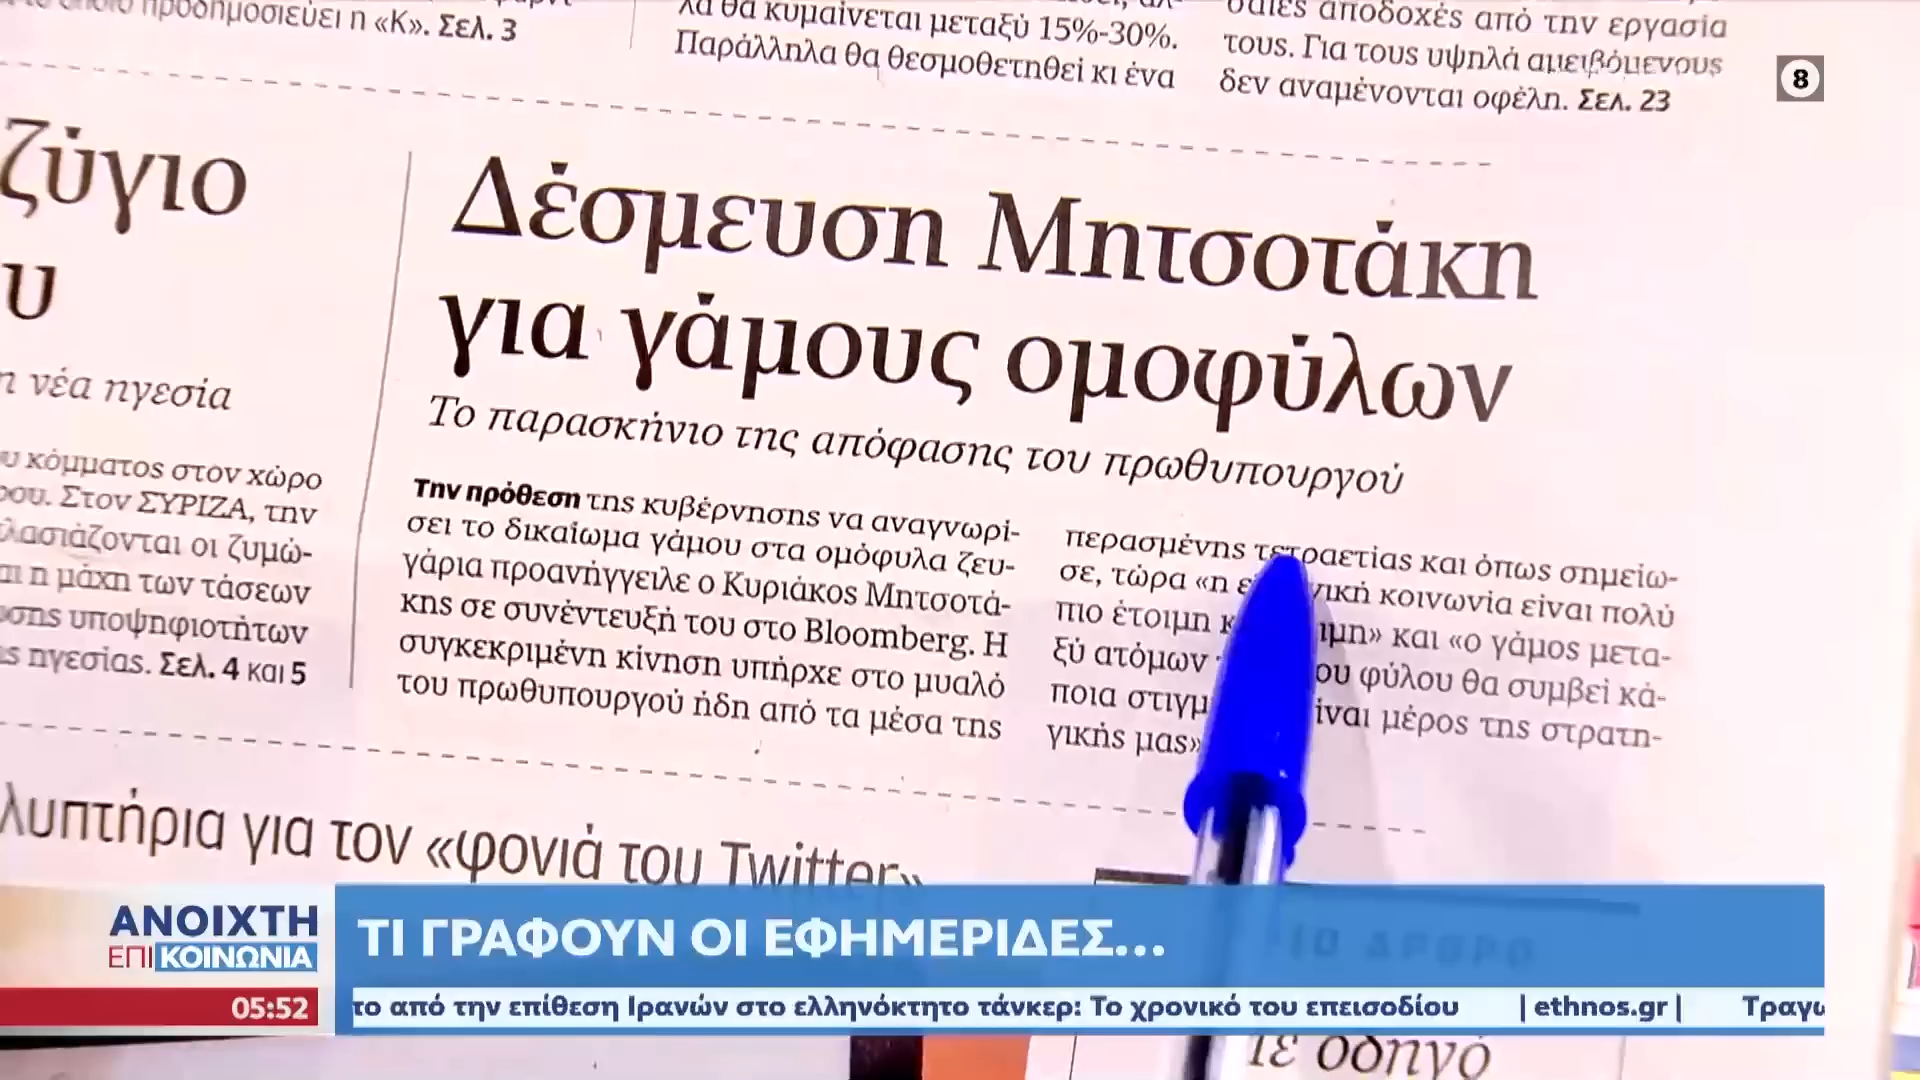 προδημοσιεύει η «Κ». Σελ. 3
λα θα κυμαίνεται μεταξύ 15%-30%.
Παράλληλα θα θεσμοθετηθεί κι ένα
αποδοχές από την εργασία
τους. Για τους υψηλά αμειβόμενους
δεν αναμένονται οφέλη. Σελ. 23
8
ζύγιο
υ
η νέα ηγεσία
υ κόμματος στον χώρο
ρου. Στον ΣΥΡΙΖΑ, την
λασιάζονται οι ζυμώ-
αι η μάχη των τάσεων
σης υποψηφιοτήτων
ς ηγεσίας. Σελ. 4 και 5
Δέσμευση Μητσοτάκη
για γάμους ομοφύλων
Το παρασκήνιο της απόφασης του πρωθυπουργού
Την πρόθεση της κυβέρνησης να αναγνωρί-
σει το δικαίωμα γάμου στα ομόφυλα ζευ-
γάρια προανήγγειλε ο Κυριάκος Μητσοτά-
κης σε συνέντευξή του στο Bloomberg. Η
συγκεκριμένη κίνηση υπήρχε στο μυαλό
του πρωθυπουργού ήδη από τα μέσα της
περασμένης τετραετίας και όπως σημείω-
σε, τώρα «η ε γική κοινωνία είναι πολύ
πιο έτοιμη κ ιμη» και «ο γάμος μετα-
ξύ ατόμων ου φύλου θα συμβεί κά-
ποια στιγμ ίναι μέρος της στρατη-
γικής μας»
λυπτήρια για τον «φονιά του Twitter»
ΑΝΟΙΧΤΗ
ΕΠΙΚΟΙΝΩΝΙΑ
ΤΙ ΓΡΑΦΟΥΝ ΟΙ ΕΦΗΜΕΡΙΔΕΣ...
05:52
το από την επίθεση Ιρανών στο ελληνόκτητο τάνκερ: Το χρονικό του επεισοδίου | ethnos.gr | Τραγω
οδηγό